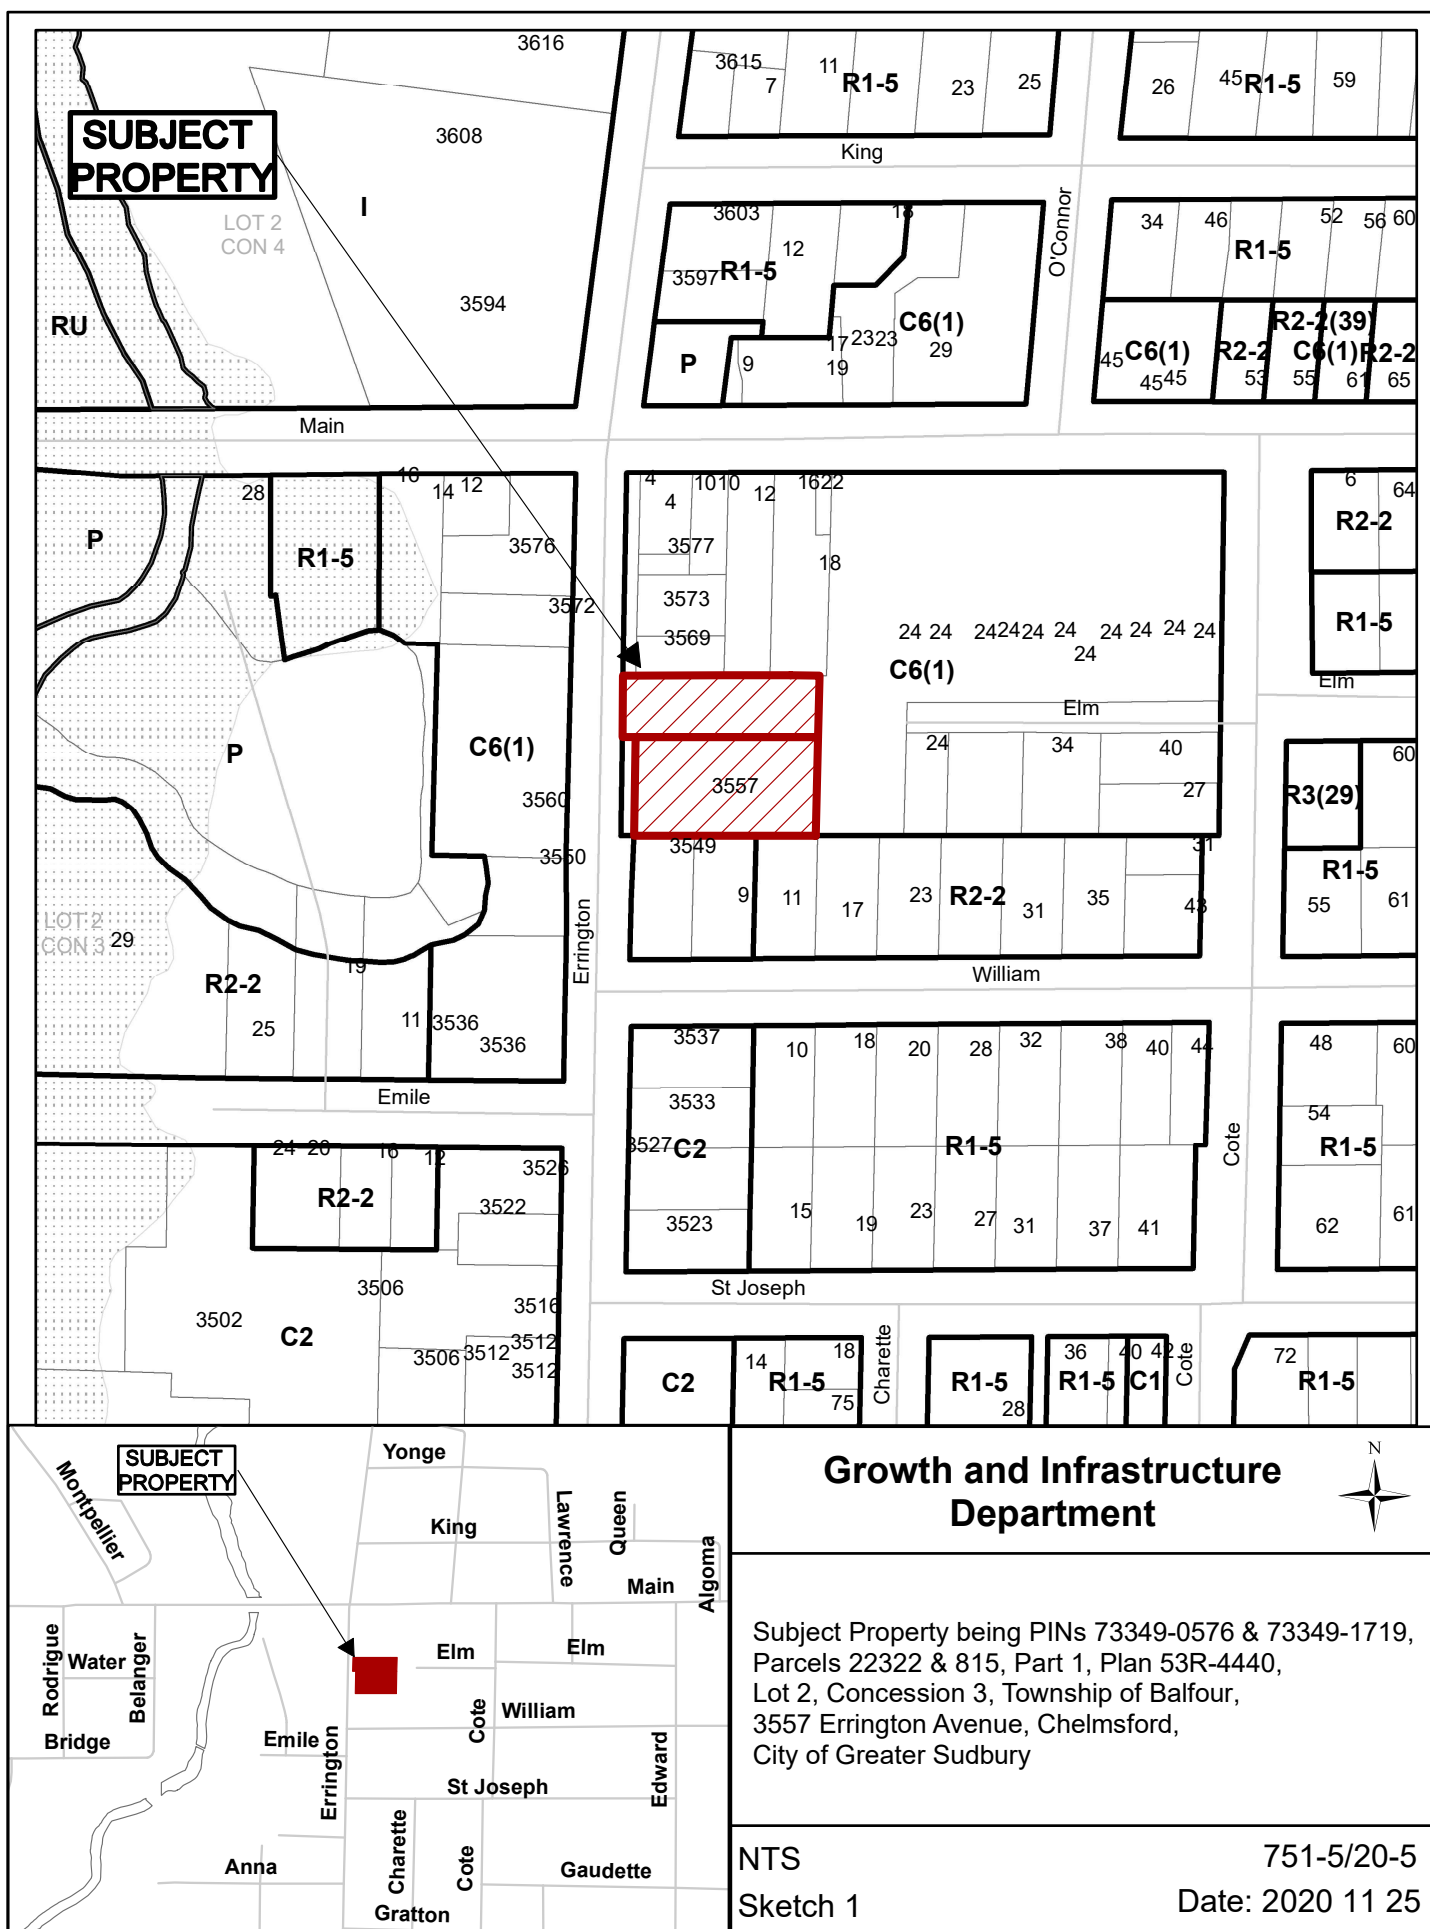 3616
3615
11
7
R1-5
23
25
26
45
R1-5
59
SUBJECT
PROPERTY
3608
King
I
LOT 2
CON 4
3603
12
18
R1-5
3597
O'Connor
34
46
52
56
60
R1-5
3594
RU
C6(1)
P
9
17
19
23
23
29
45
C6(1)
45
45
R2-2
53
R2-2(39)
C6(1)
55
61
R2-2
65
Main
28
16
14
12
4
4
10
10
12
16
22
6
64
P
R1-5
3576
3577
18
R2-2
3572
3573
3569
24
24
24
24
24
24
24
24
24
24
24
C6(1)
R1-5
Elm
Elm
P
C6(1)
24
34
40
60
3557
3560
27
R3(29)
3550
3549
31
R1-5
9
11
17
23
R2-2
31
35
43
55
61
LOT 2
CON 3
29
Errington
William
19
R2-2
25
11
3536
3536
3537
10
18
20
28
32
38
40
44
48
60
Emile
3533
54
Cote
3527
C2
R1-5
R1-5
24
20
16
12
3526
R2-2
3522
3523
15
19
23
27
31
37
41
62
61
3506
St Joseph
3502
C2
3516
3506
3512
3512
3512
C2
14
18
R1-5
75
Charette
R1-5
28
36
R1-5
40
42
C1
Cote
72
R1-5
SUBJECT
PROPERTY
Yonge
Montpellier
King
Lawrence
Queen
Main
Algoma
Rodrigue
Water
Belanger
Bridge
Elm
Elm
Cote
William
Emile
Errington
St Joseph
Edward
Charette
Cote
Anna
Gaudette
Gratton
Growth and Infrastructure
Department
N
Subject Property being PINs 73349-0576 & 73349-1719,
Parcels 22322 & 815, Part 1, Plan 53R-4440,
Lot 2, Concession 3, Township of Balfour,
3557 Errington Avenue, Chelmsford,
City of Greater Sudbury
NTS
751-5/20-5
Sketch 1
Date: 2020 11 25